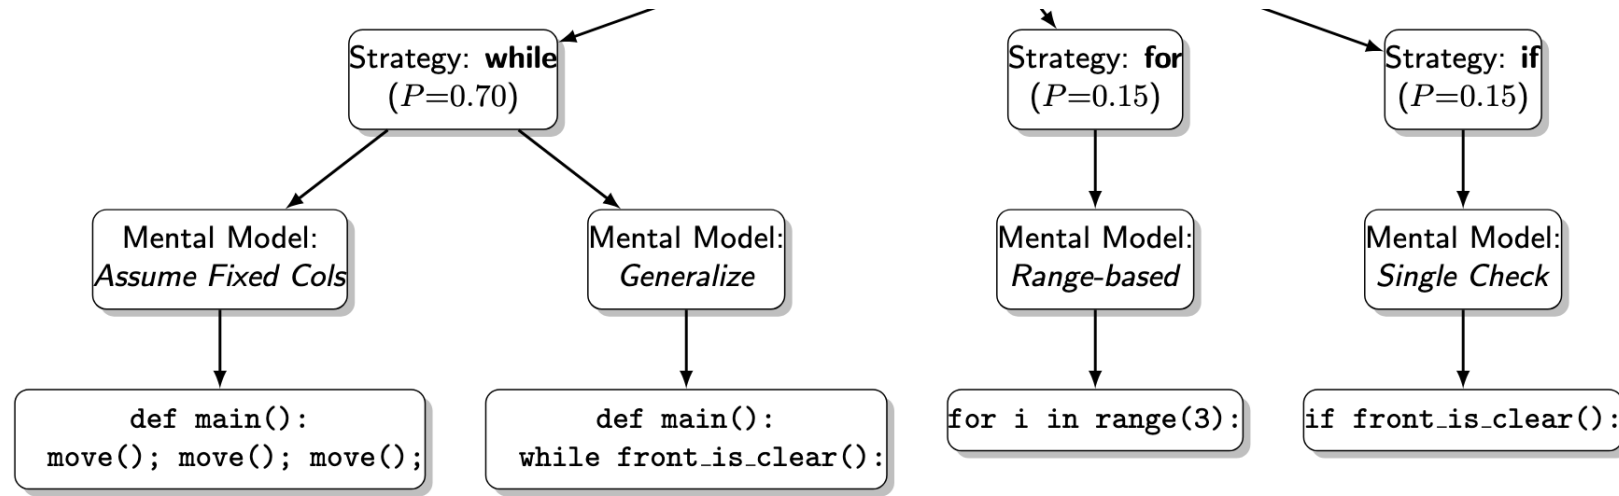 Strategy: while
(P=0.70)
Strategy: for
(P=0.15)
Strategy: if
(P=0.15)
Mental Model:
Assume Fixed Cols
Mental Model:
Generalize
Mental Model:
Range-based
Mental Model:
Single Check
def main():
move(); move(); move();
def main():
while front_is_clear():
for i in range(3):
if front_is_clear():